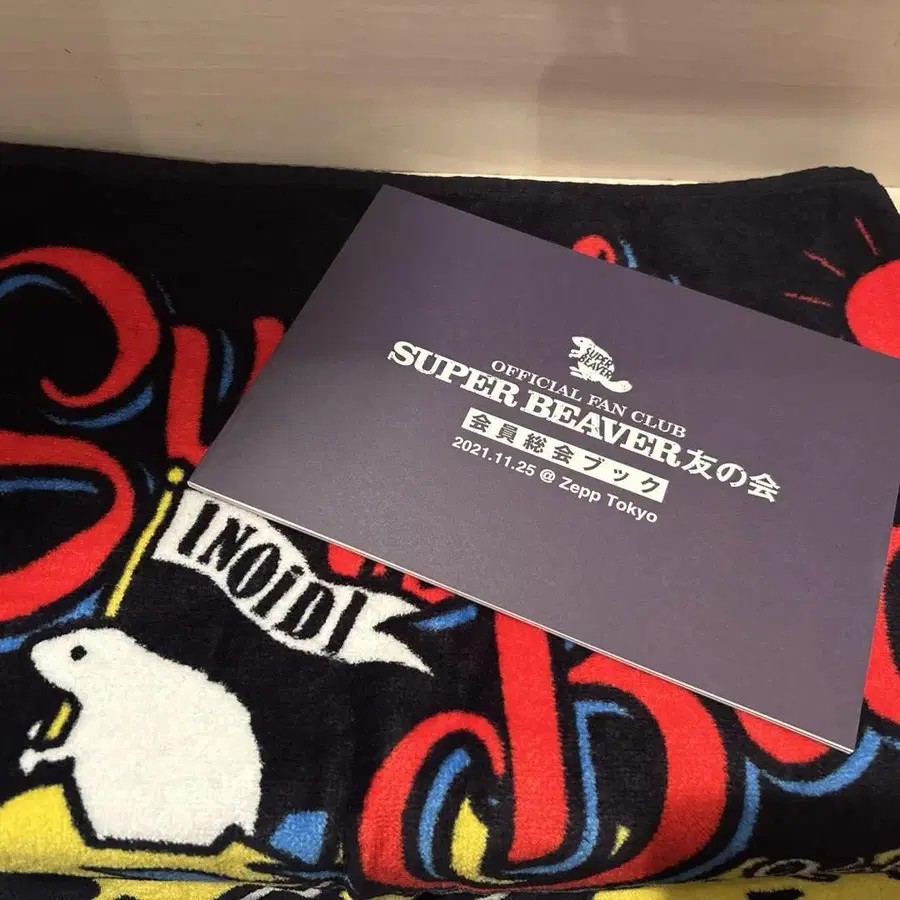 SUPER
BEAVER
OFFICIAL FAN CLUB
SUPER BEAVER友の会
会員総会ブック
2021.11.25 @ Zepp Tokyo
INOiDI